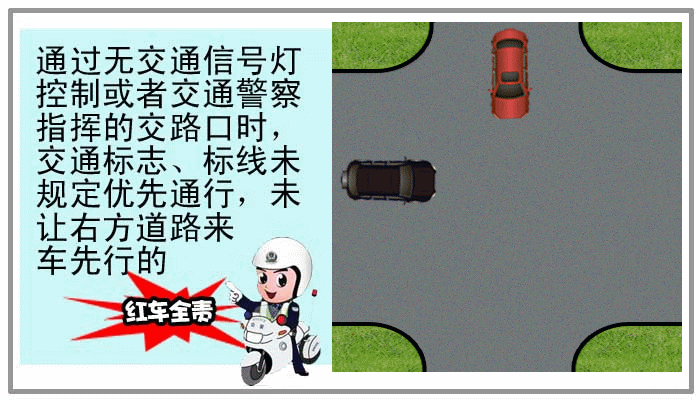 通过无交通信号灯
控制或者交通警察
指挥的交路口时，
交通标志、标线未
规定优先通行，未
让右方道路来
车先行的
红车全责